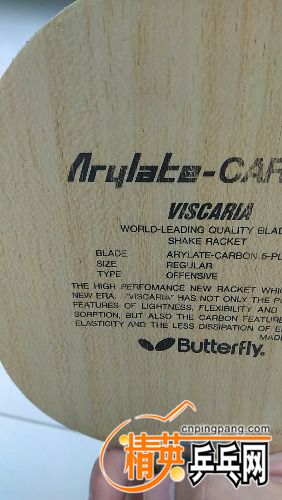 Arylate-CAR
VISCARIA
WORLD-LEADING QUALITY BLAD
SHAKE RACKET
BLADE ARYLATE-CARBON 5-PL
SIZE REGULAR
TYPE OFFENSIVE
THE HIGH PERFOMANCE NEW RACKET WHIC
NEW ERA. "VISCARIA" HAS NOT ONLY THE P
FEATURES OF LIGHTNESS, FLEXIBILITY AND
SORPTION, BUT ALSO THE CARBON FEATURE
ELASTICITY AND THE LESS DISSIPATION OF E
MAD
Butterfly
cnpingpang.com
精英乒乓网